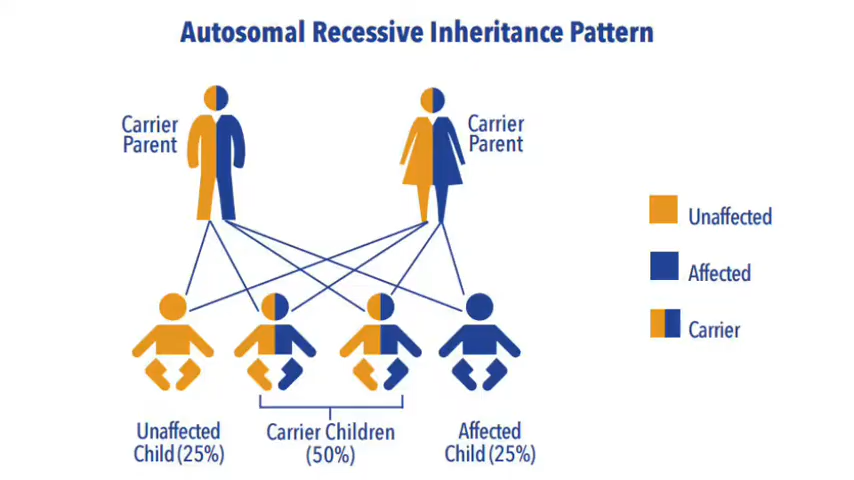 Autosomal Recessive Inheritance Pattern
Carrier
Parent
Carrier
Parent
Unaffected
Affected
Carrier
Unaffected
Child (25%)
Carrier Children
(50%)
Affected
Child (25%)